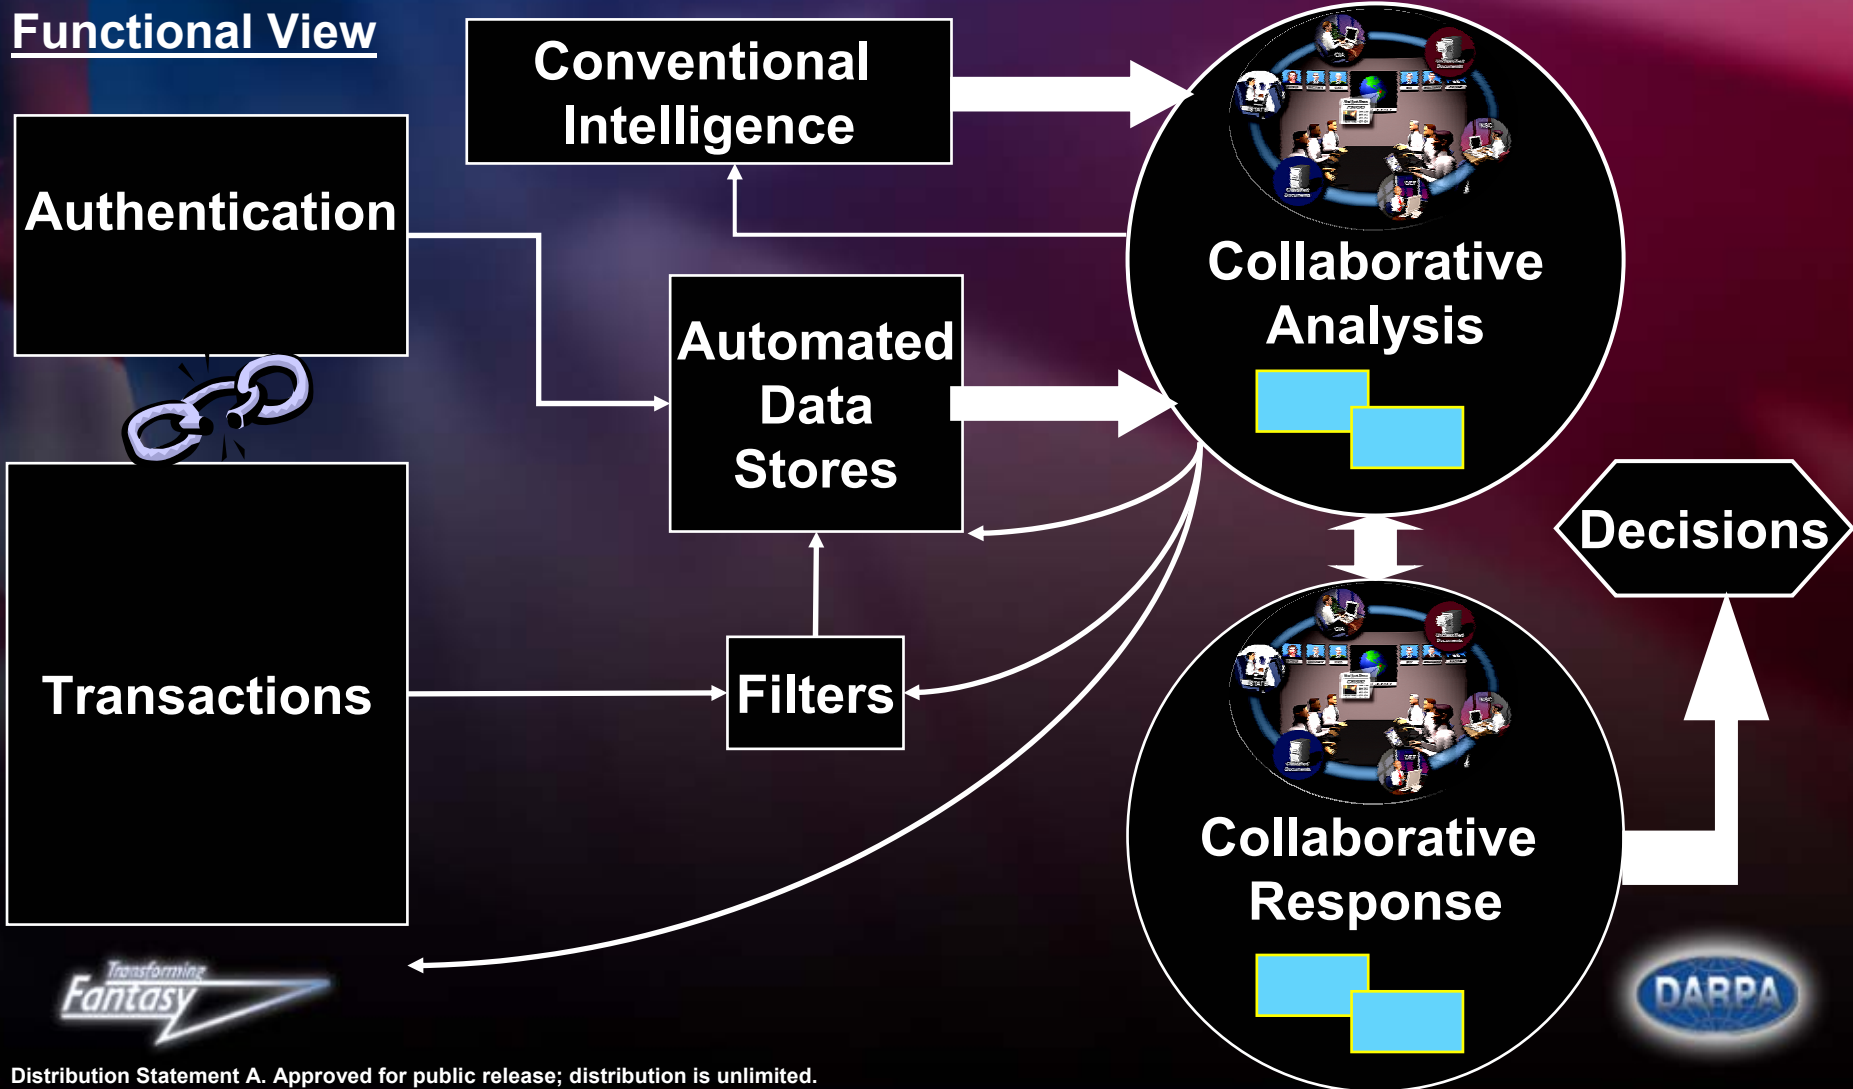 Functional View
Conventional
Intelligence
Authentication
Automated
Data
Stores
Transactions
Filters
Collaborative
Analysis
Decisions
Collaborative
Response
Transforming
Fantasy
DARPA
Distribution Statement A. Approved for public release; distribution is unlimited.